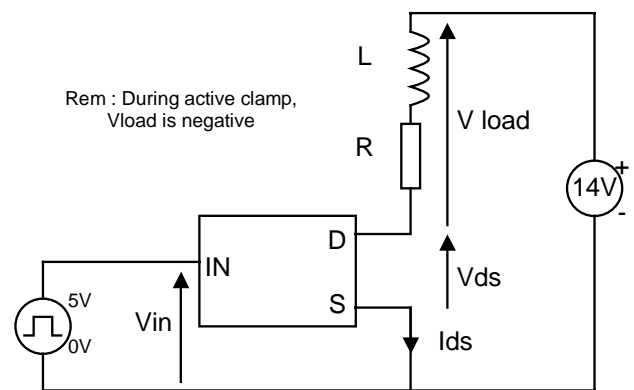 L
Rem : During active clamp,
Vload is negative
V load
R
14V
+
-
D
IN
Vds
S
5V
0V
Vin
Ids